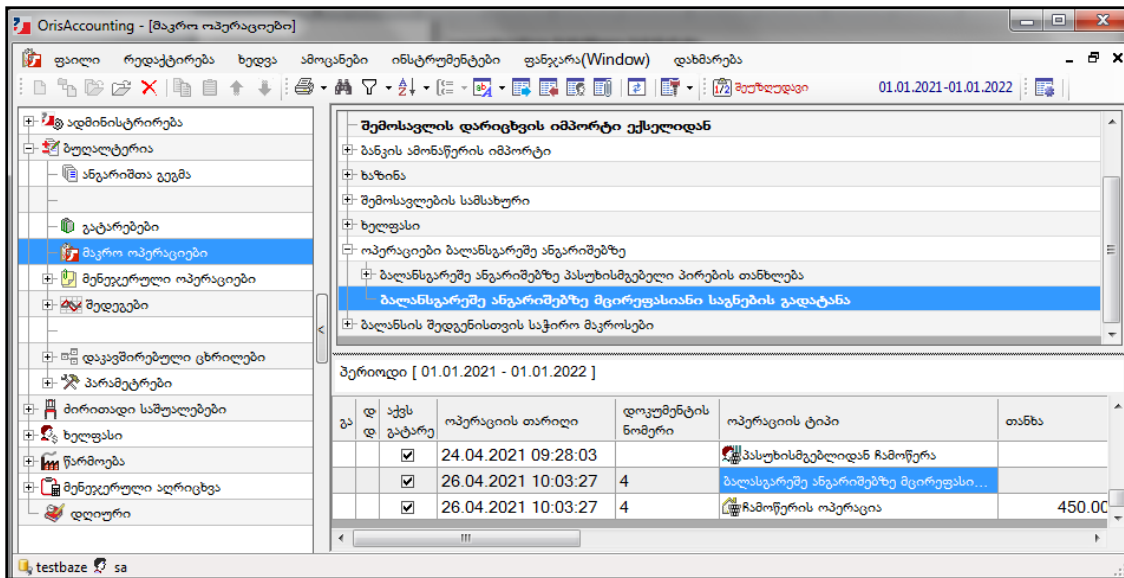 OrisAccounting - [მაკრო ოპერაციები]
ფაილი რედაქტირება ხედვა ამოცანები ინსტრუმენტები ფანჯარა(Window) დახმარება
შეუზღუდავი 01.01.2021-01.01.2022
ადმინისტრირება
ბუღალტერია
ანგარიშთა გეგმა
გატარებები
მაკრო ოპერაციები
მენეჯერული ოპერაციები
შედეგები
დაკავშირებული ცხრილები
პარამეტრები
ძირითადი საშუალებები
ხელფასი
წარმოება
მენეჯერული აღრიცხვა
დღიური
შემოსავლის დარიცხვის იმპორტი ექსელიდან
ბანკის ამონაწერის იმპორტი
ხაზინა
შემოსავლების სამსახური
ხელფასი
ოპერაციები ბალანსგარეშე ანგარიშებზე
ბალანსგარეშე ანგარიშებზე პასუხისმგებელი პირების თანხლება
ბალანსგარეშე ანგარიშებზე მცირეფასიანი საგნების გადატანა
ბალანსის შედგენისთვის საჭირო მაკროსები
პერიოდი [ 01.01.2021 - 01.01.2022 ]
გა დ დ აქვს გატარე ოპერაციის თარიღი დოკუმენტის ნომერი ოპერაციის ტიპი თანხა
24.04.2021 09:28:03 პასუხისმგებლიდან ჩამოწერა
26.04.2021 10:03:27 4 ბალასგარეშე ანგარიშებზე მცირეფასი...
26.04.2021 10:03:27 4 ჩამოწერის ოპერაცია 450.00
testbaze sa